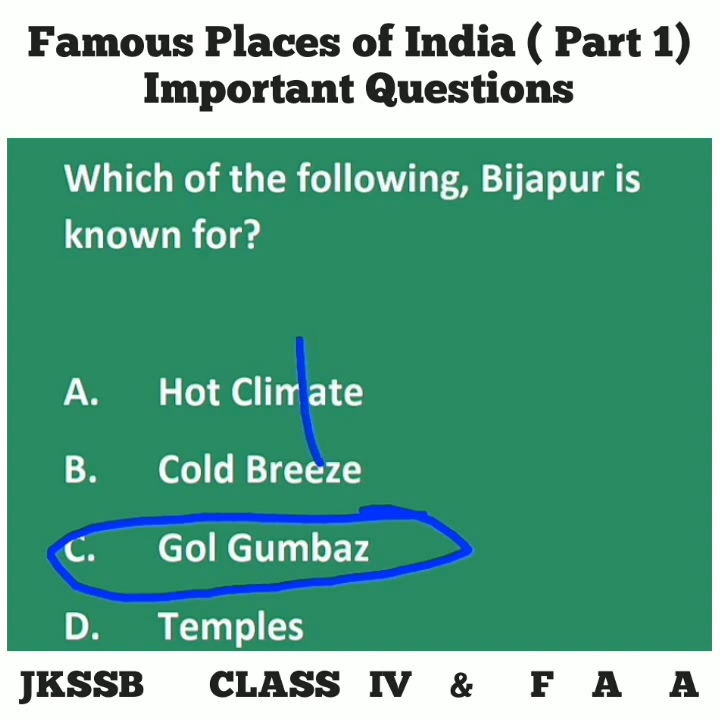 Famous Places of India ( Part 1)
Important Questions
Which of the following, Bijapur is
known for?
A. Hot Climate
B. Cold Breeze
C. Gol Gumbaz
D. Temples
JKSSB CLASS IV & F A A